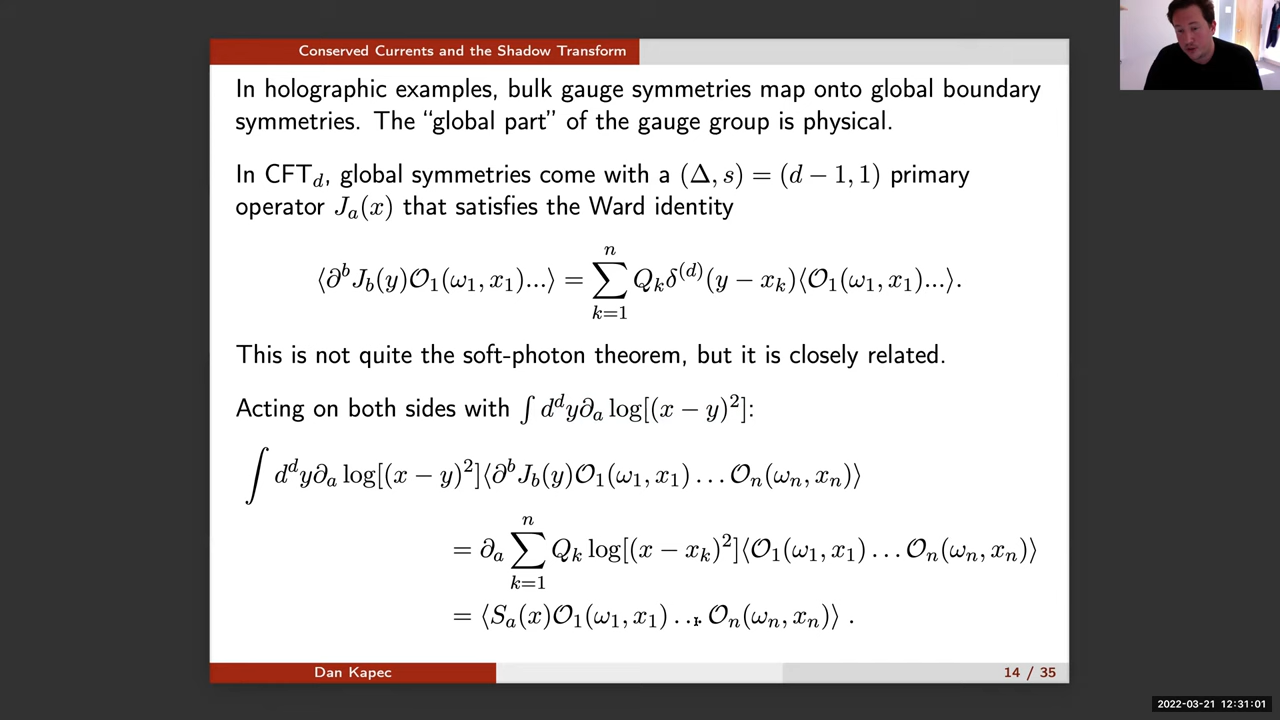 Conserved Currents and the Shadow Transform
In holographic examples, bulk gauge symmetries map onto global boundary
symmetries. The “global part” of the gauge group is physical.
In CFT_d, global symmetries come with a (Δ, s) = (d − 1, 1) primary
operator J_a(x) that satisfies the Ward identity
⟨∂^b J_b(y)O_1(ω_1, x_1)...⟩ = ∑_{k=1}^{n} Q_k δ^{(d)}(y − x_k)⟨O_1(ω_1, x_1)...⟩.
This is not quite the soft-photon theorem, but it is closely related.
Acting on both sides with ∫ d^d y∂_a log[(x − y)^2]:
∫ d^d y∂_a log[(x − y)^2]⟨∂^b J_b(y)O_1(ω_1, x_1) . . . O_n(ω_n, x_n)⟩
= ∂_a ∑_{k=1}^{n} Q_k log[(x − x_k)^2]⟨O_1(ω_1, x_1) . . . O_n(ω_n, x_n)⟩
= ⟨S_a(x)O_1(ω_1, x_1) . . . O_n(ω_n, x_n)⟩ .
Dan Kapec
14 / 35
2022-03-21 12:31:01